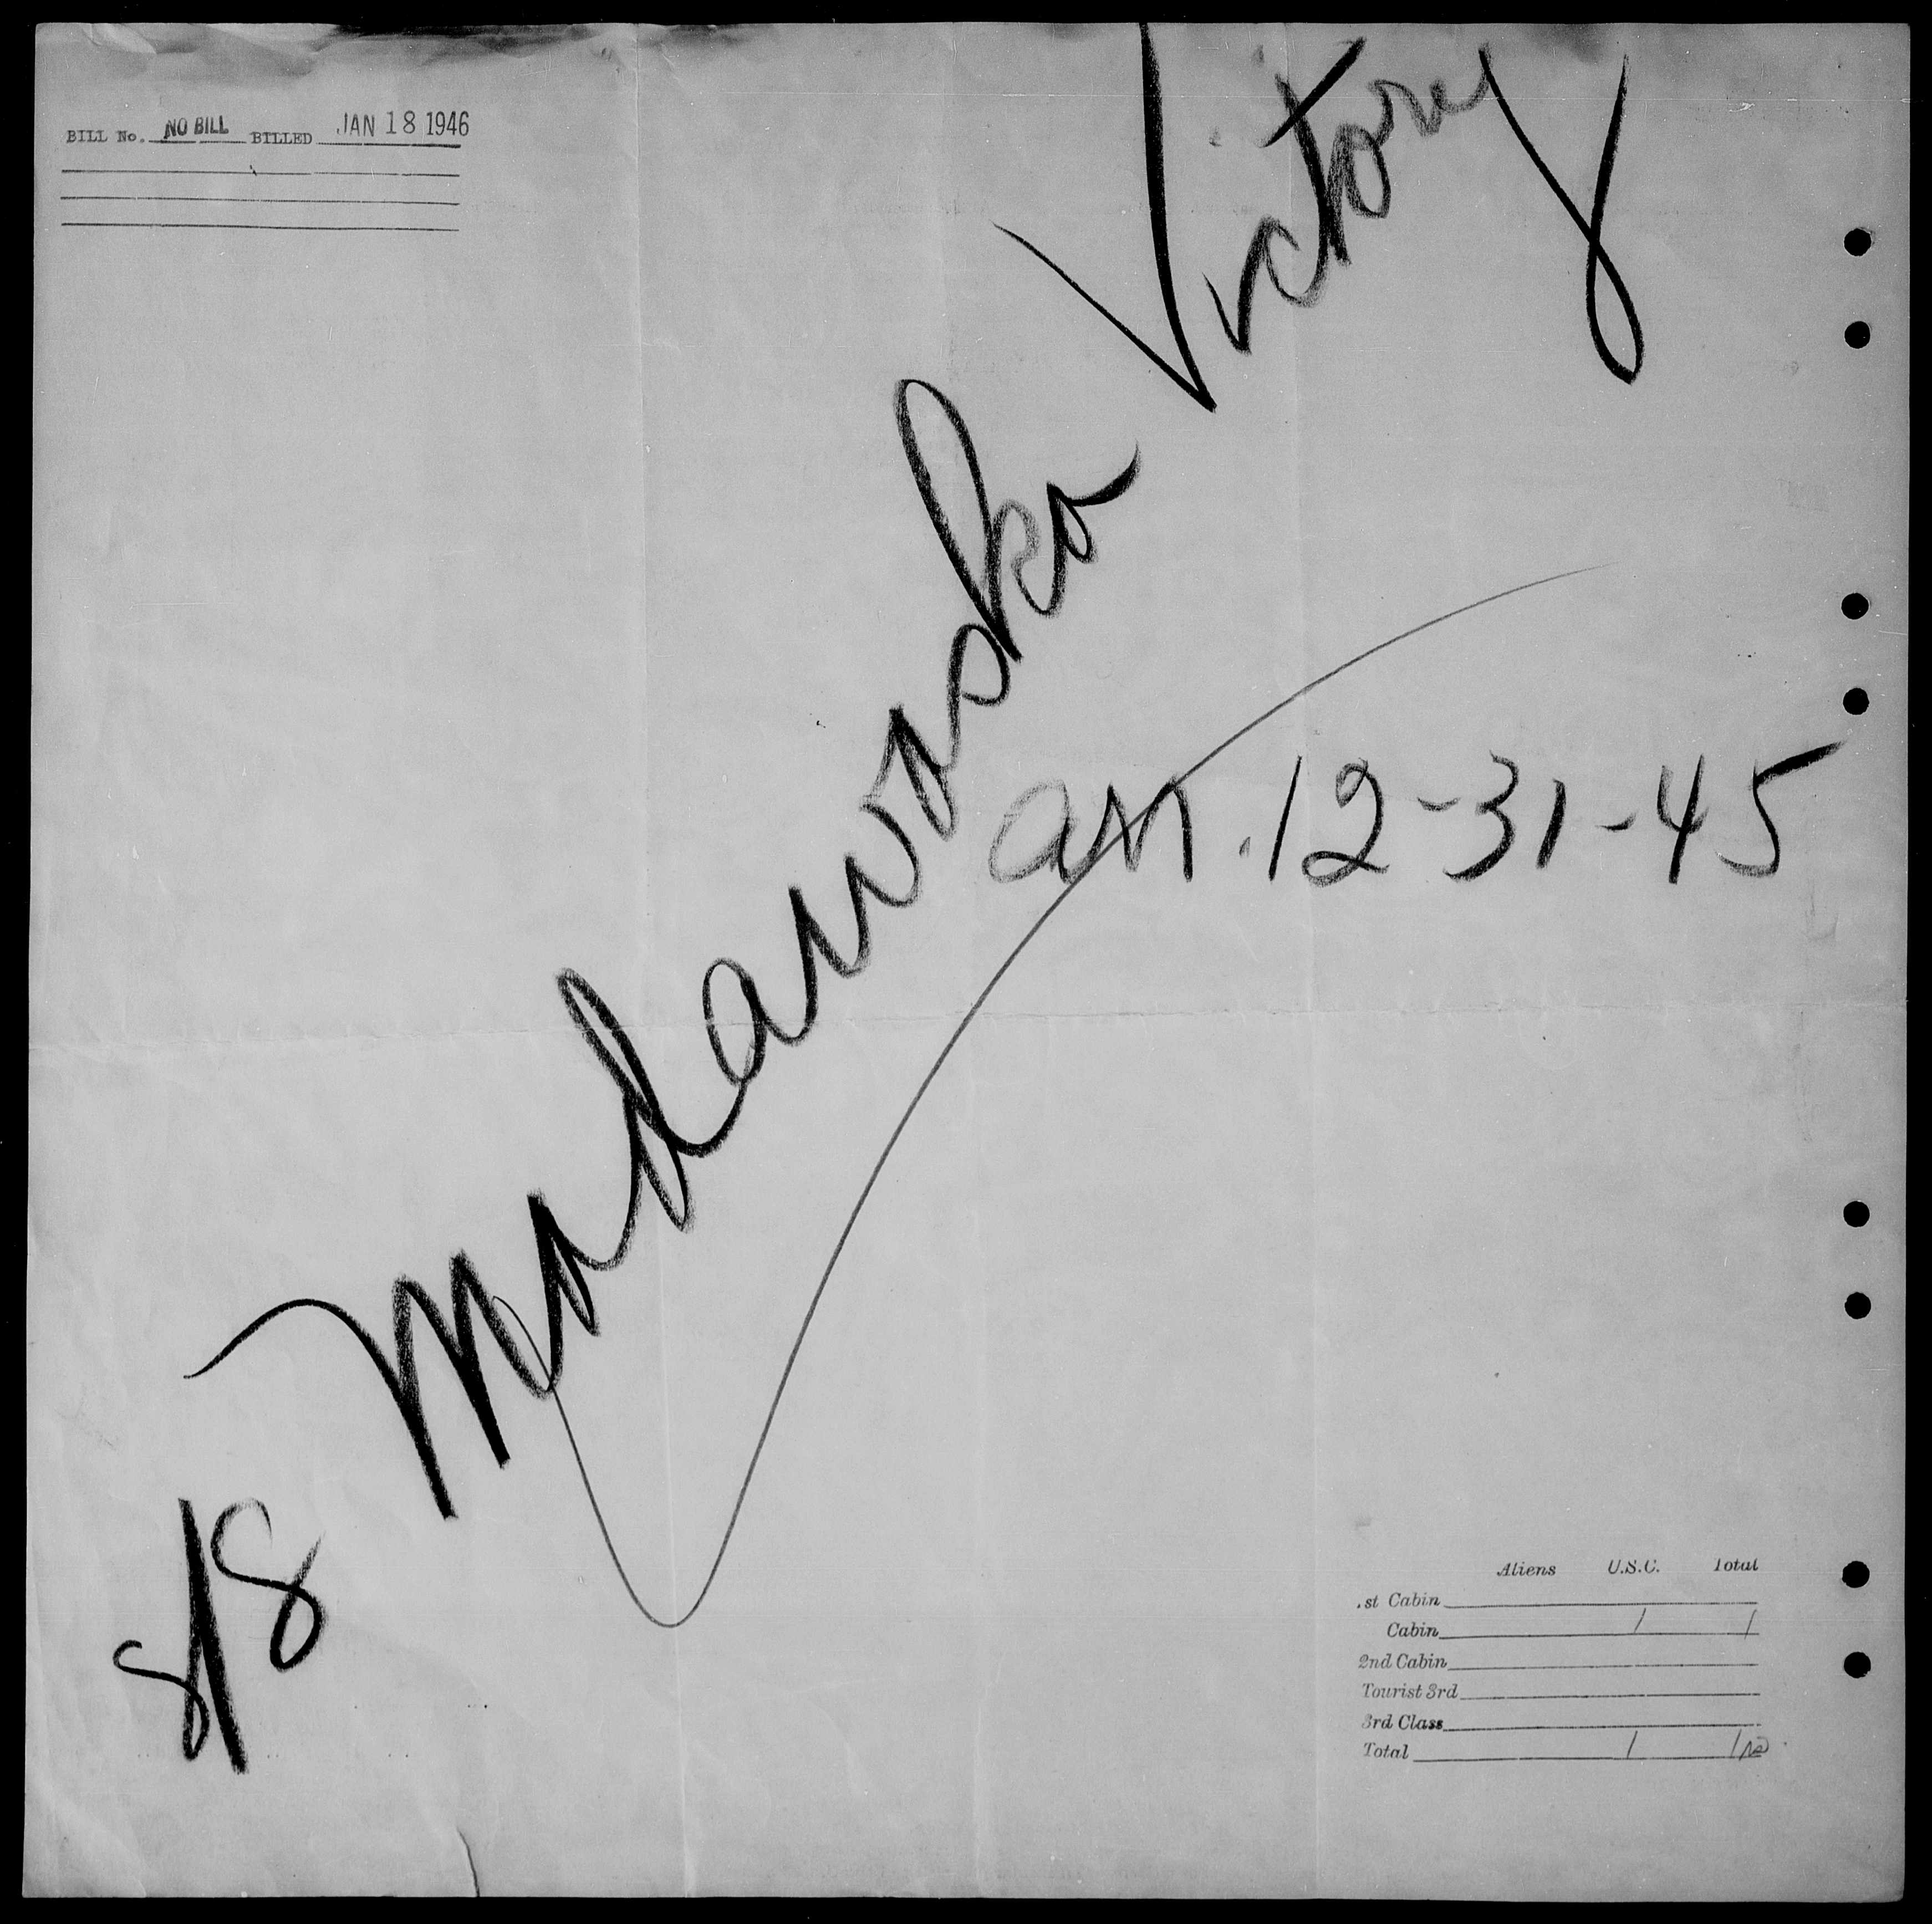 BILL No. NO BILL BILLED JAN 18 1946
S/S Madawaska Victory
arr. 12-31-45
Aliens U.S.C. Total
1st Cabin
Cabin 1 1
2nd Cabin
Tourist 3rd
3rd Class
Total 1 1